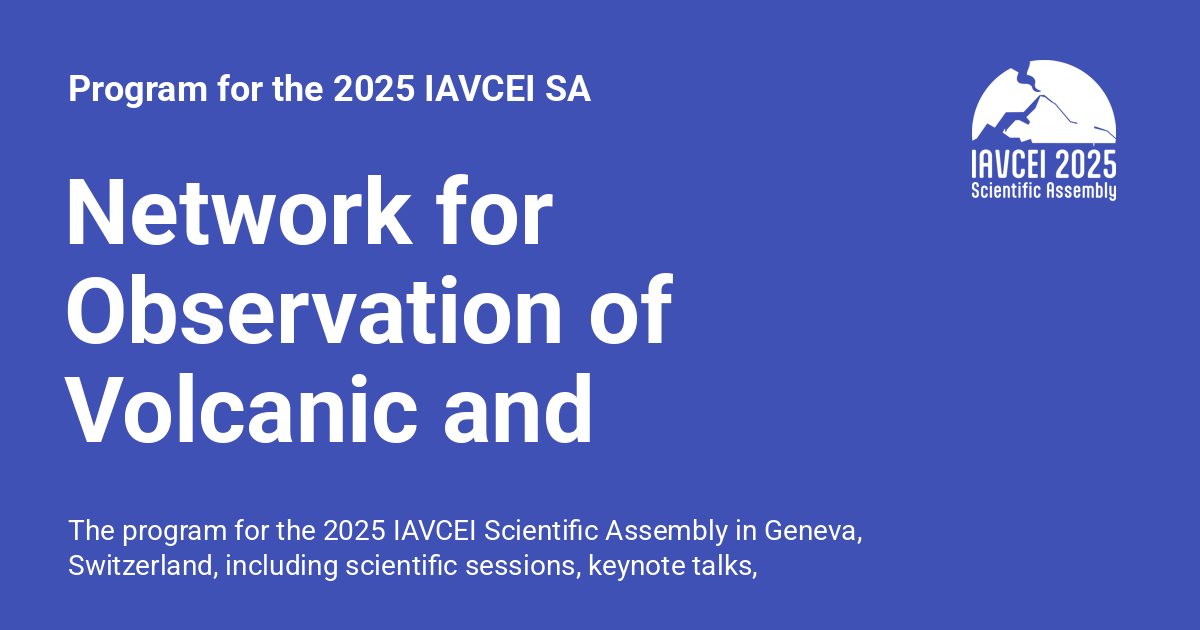 Program for the 2025 IAVCEI SA
IAVCEI 2025
Scientific Assembly
Network for
Observation of
Volcanic and
The program for the 2025 IAVCEI Scientific Assembly in Geneva,
Switzerland, including scientific sessions, keynote talks,